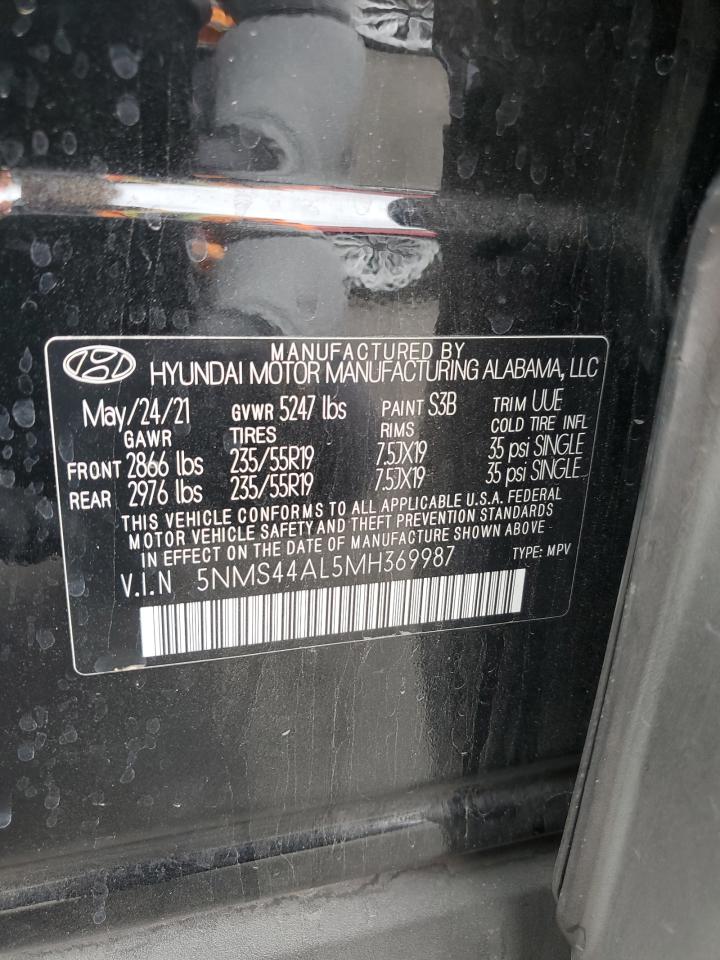 MANUFACTURED BY
HYUNDAI MOTOR MANUFACTURING ALABAMA, LLC
May/24/21 GVWR 5247 lbs PAINT S3B TRIM UUE
GAWR TIRES RIMS COLD TIRE INFL
FRONT 2866 lbs 235/55R19 7.5JX19 35 psi SINGLE
REAR 2976 lbs 235/55R19 7.5JX19 35 psi SINGLE
THIS VEHICLE CONFORMS TO ALL APPLICABLE U.S.A. FEDERAL
MOTOR VEHICLE SAFETY AND THEFT PREVENTION STANDARDS
IN EFFECT ON THE DATE OF MANUFACTURE SHOWN ABOVE.
V.I.N 5NMS44AL5MH369987 TYPE: MPV